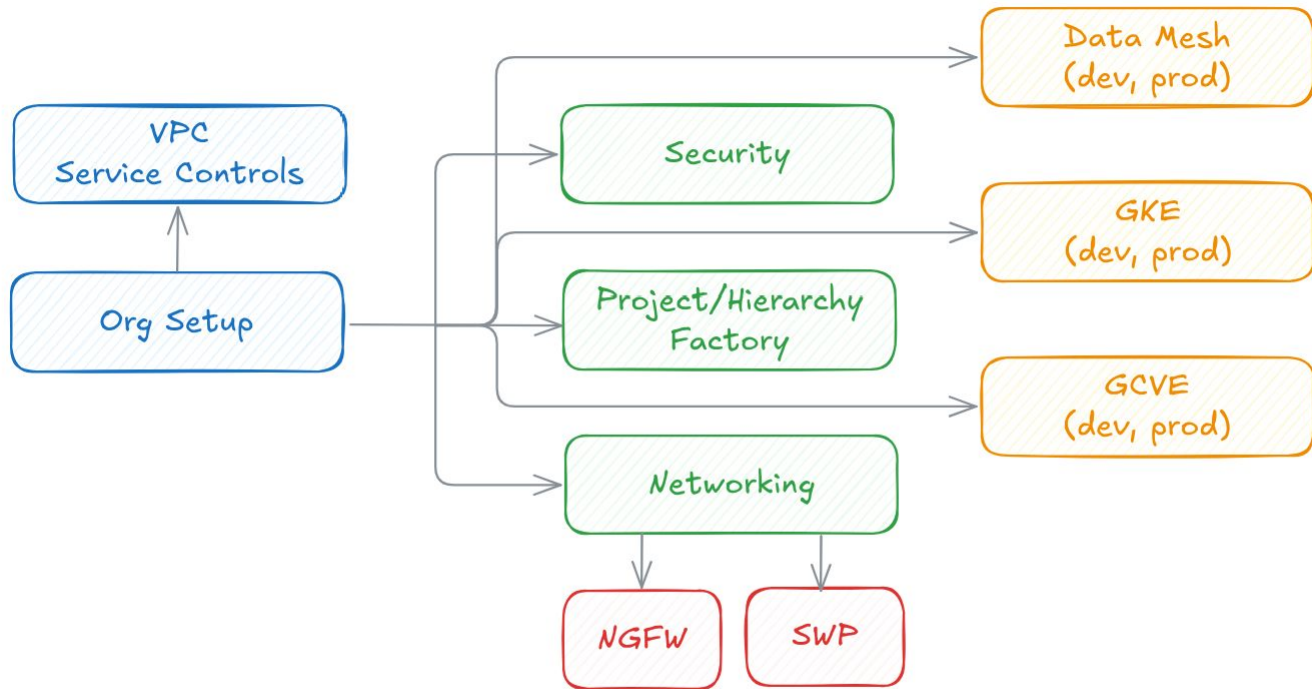 VPC
Service Controls
Org Setup
Security
Project/Hierarchy
Factory
Networking
NGFW
SWP
Data Mesh
(dev, prod)
GKE
(dev, prod)
GCVE
(dev, prod)